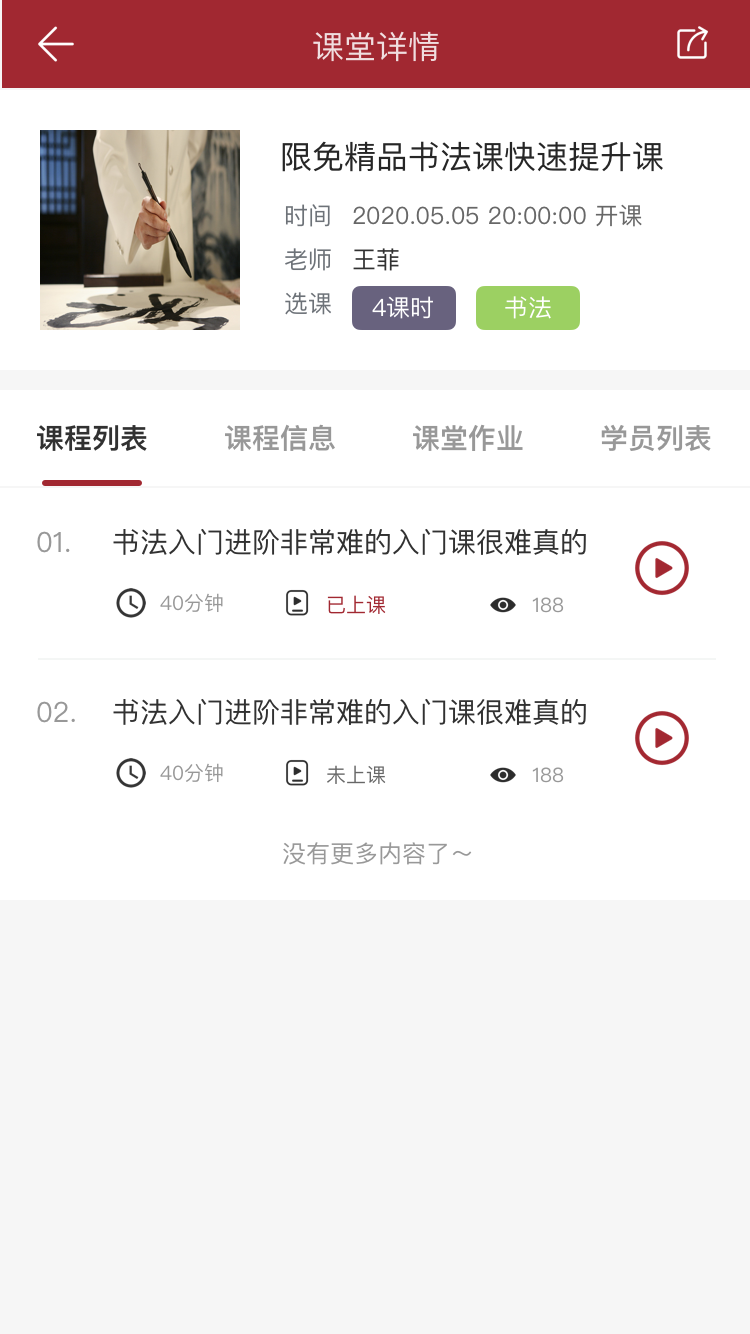 课堂详情
限免精品书法课快速提升课
时间 2020.05.05 20:00:00 开课
老师 王菲
选课 4课时 书法
课程列表 课程信息 课堂作业 学员列表
01. 书法入门进阶非常难的入门课很难真的
40分钟 已上课 188
02. 书法入门进阶非常难的入门课很难真的
40分钟 未上课 188
没有更多内容了～